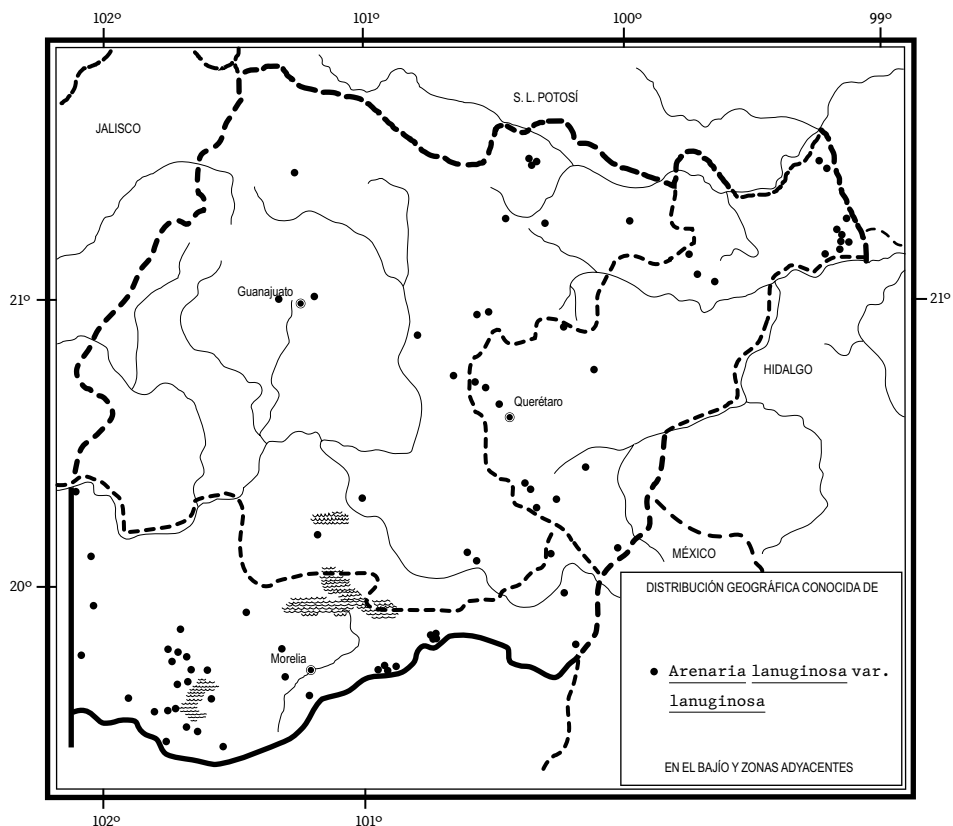 102º 101º 100º 99º
S. L. POTOSÍ
JALISCO
Guanajuato
21º 21º
HIDALGO
Querétaro
MÉXICO
20º
DISTRIBUCIÓN GEOGRÁFICA CONOCIDA DE
Morelia
Arenaria lanuginosa var.
lanuginosa
EN EL BAJÍO Y ZONAS ADYACENTES
102º 101º